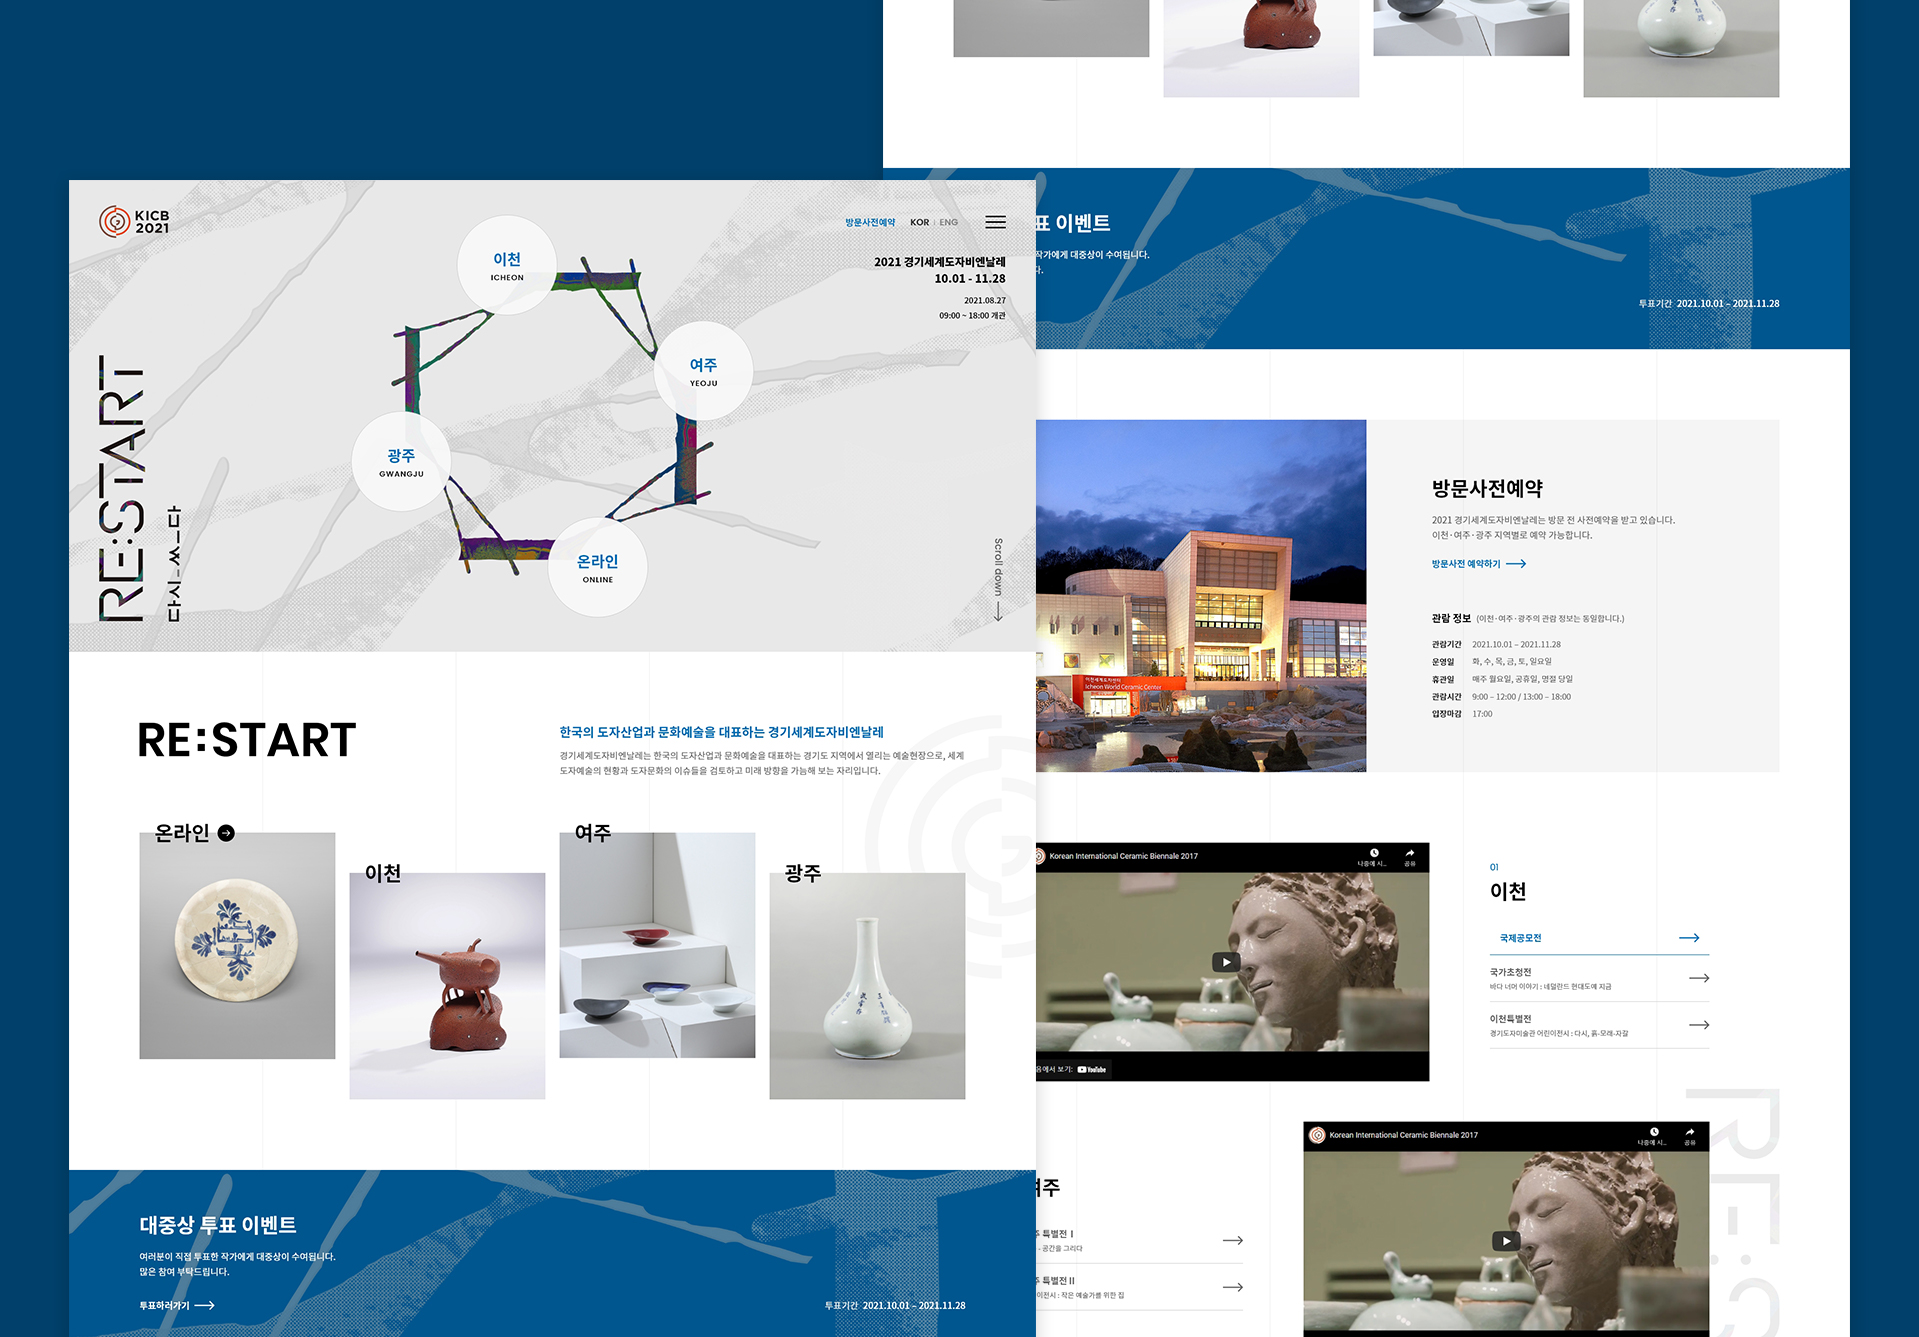 KICB
2021
방문사전예약 KOR ENG
이천
ICHEON
2021 경기세계도자비엔날레
10.01 - 11.28
2021.08.27
09:00 ~ 18:00 개관
여주
YEOJU
광주
GWANGJU
온라인
ONLINE
RE:START
다시_쓰다
Scroll down
RE:START
한국의 도자산업과 문화예술을 대표하는 경기세계도자비엔날레
경기세계도자비엔날레는 한국의 도자산업과 문화예술을 대표하는 경기도 지역에서 열리는 예술현장으로, 세계
도자예술의 현황과 도자문화의 이슈들을 검토하고 미래 방향을 가늠해 보는 자리입니다.
온라인
이천
여주
광주
대중상 투표 이벤트
여러분이 직접 투표한 작가에게 대중상이 수여됩니다.
많은 참여 부탁드립니다.
투표하러가기
투표기간 2021.10.01 – 2021.11.28
표 이벤트
작가에게 대중상이 수여됩니다.
다.
투표기간 2021.10.01 – 2021.11.28
이천세계도자센터
Icheon World Ceramic Center
방문사전예약
2021 경기세계도자비엔날레는 방문 전 사전예약을 받고 있습니다.
이천·여주·광주 지역별로 예약 가능합니다.
방문사전 예약하기
관람 정보 (이천·여주·광주의 관람 정보는 동일합니다.)
관람기간 2021.10.01 – 2021.11.28
운영일 화, 수, 목, 금, 토, 일요일
휴관일 매주 월요일, 공휴일, 명절 당일
관람시간 9:00 – 12:00 / 13:00 – 18:00
입장마감 17:00
Korean International Ceramic Biennale 2017
나중에 시... 공유
음에서 보기: YouTube
01
이천
국제공모전
국가초청전
바다 너머 이야기 : 네덜란드 현대도예 지금
이천특별전
경기도자미술관 어린이전시 : 다시, 흙-모래-자갈
Korean International Ceramic Biennale 2017
나중에 시... 공유
여주
주 특별전 I
- 공간을 그리다
주 특별전 II
이전시 : 작은 예술가를 위한 집
RE:S